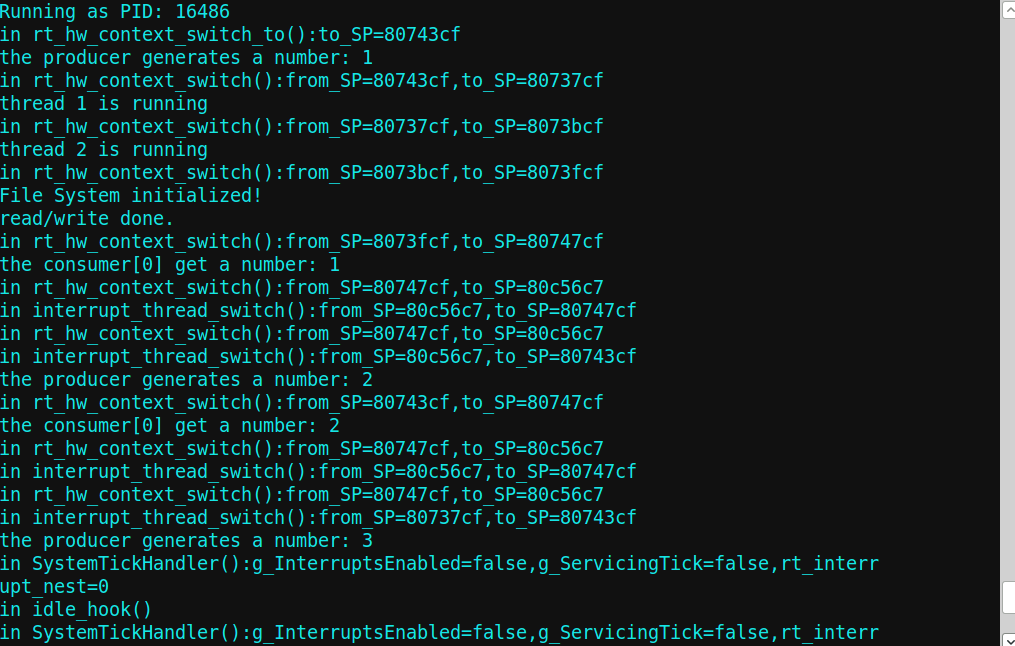 Running as PID: 16486
in rt_hw_context_switch_to():to_SP=80743cf
the producer generates a number: 1
in rt_hw_context_switch():from_SP=80743cf,to_SP=80737cf
thread 1 is running
in rt_hw_context_switch():from_SP=80737cf,to_SP=8073bcf
thread 2 is running
in rt_hw_context_switch():from_SP=8073bcf,to_SP=8073fcf
File System initialized!
read/write done.
in rt_hw_context_switch():from_SP=8073fcf,to_SP=80747cf
the consumer[0] get a number: 1
in rt_hw_context_switch():from_SP=80747cf,to_SP=80c56c7
in interrupt_thread_switch():from_SP=80c56c7,to_SP=80747cf
in rt_hw_context_switch():from_SP=80747cf,to_SP=80c56c7
in interrupt_thread_switch():from_SP=80c56c7,to_SP=80743cf
the producer generates a number: 2
in rt_hw_context_switch():from_SP=80743cf,to_SP=80747cf
the consumer[0] get a number: 2
in rt_hw_context_switch():from_SP=80747cf,to_SP=80c56c7
in interrupt_thread_switch():from_SP=80c56c7,to_SP=80747cf
in rt_hw_context_switch():from_SP=80747cf,to_SP=80c56c7
in interrupt_thread_switch():from_SP=80737cf,to_SP=80743cf
the producer generates a number: 3
in SystemTickHandler():g_InterruptsEnabled=false,g_ServicingTick=false,rt_interr
upt_nest=0
in idle_hook()
in SystemTickHandler():g_InterruptsEnabled=false,g_ServicingTick=false,rt_interr